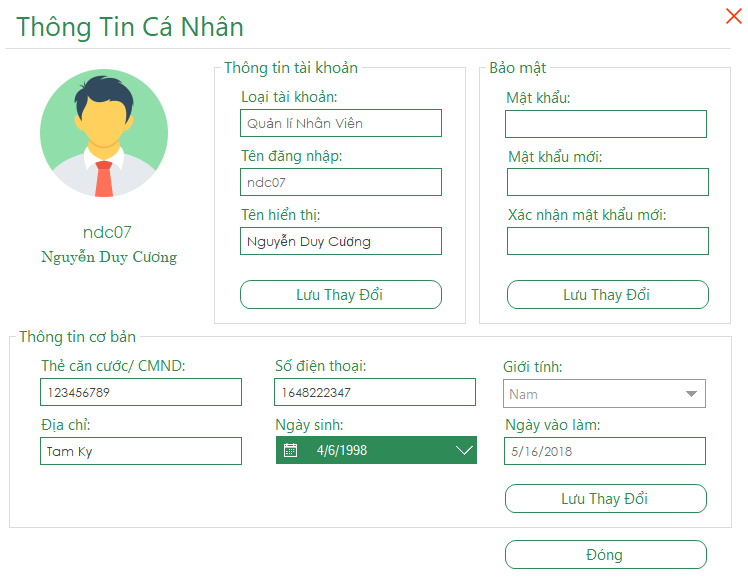 Thông Tin Cá Nhân
ndc07
Nguyễn Duy Cương
Thông tin tài khoản
Loại tài khoản:
Quản lí Nhân Viên
Tên đăng nhập:
ndc07
Tên hiển thị:
Nguyễn Duy Cương
Lưu Thay Đổi
Bảo mật
Mật khẩu:
Mật khẩu mới:
Xác nhận mật khẩu mới:
Lưu Thay Đổi
Thông tin cơ bản
Thẻ căn cước/ CMND:
123456789
Số điện thoại:
1648222347
Giới tính:
Nam
Địa chỉ:
Tam Ky
Ngày sinh:
4/6/1998
Ngày vào làm:
5/16/2018
Lưu Thay Đổi
Đóng